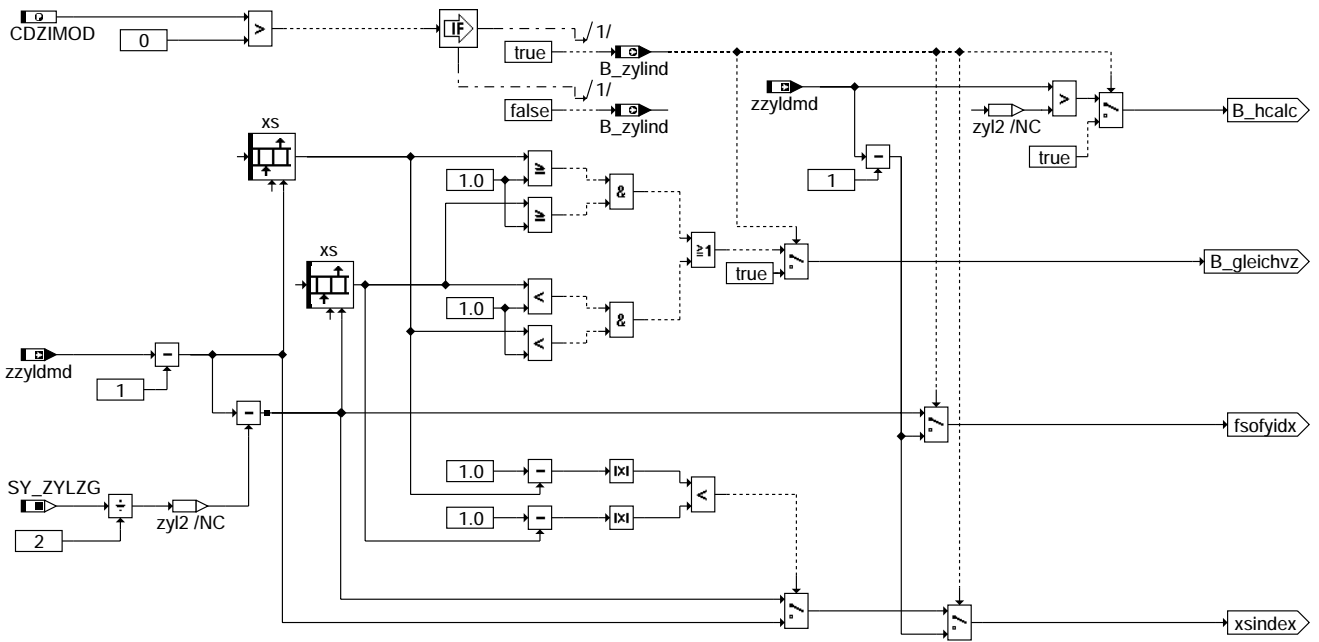 CDZIMOD
0
>
IF
/1/
true
B_zylind
/1/
false
B_zylind
zzyldmd
>
zyl2 /NC
B_hcalc
true
-
1
xs
1.0
≥
&
≥
xs
≥1
true
B_gleichvz
1.0
<
&
<
zzyldmd
-
1
-
fsofyidx
SY_ZYLZG
÷
zyl2 /NC
2
1.0
-
|x|
<
1.0
-
|x|
xsindex